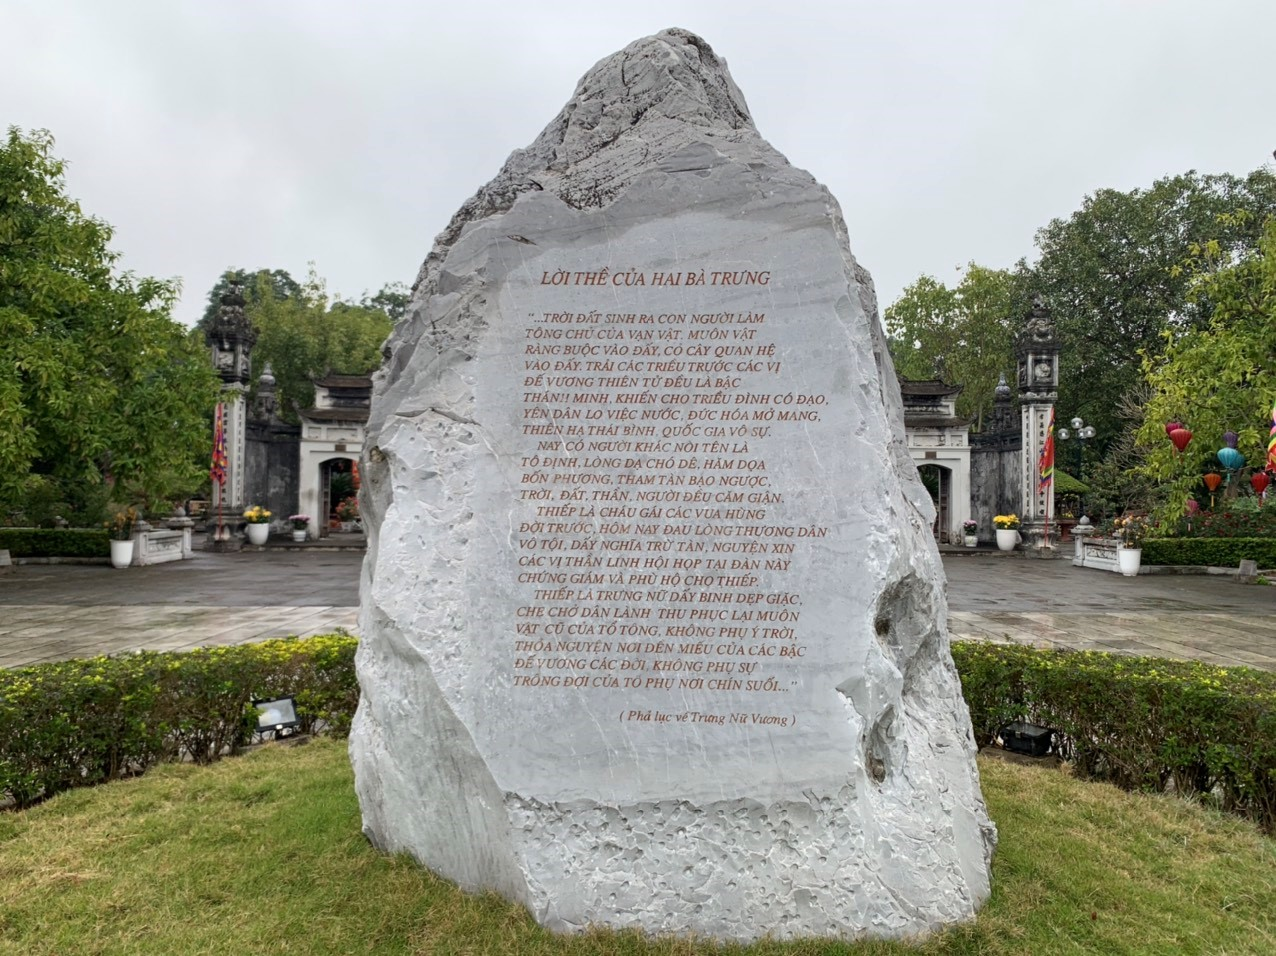 LỜI THỀ CỦA HAI BÀ TRƯNG
"...TRỜI ĐẤT SINH RA CON NGƯỜI LÀM
TÔNG CHỦ CỦA VẠN VẬT. MUÔN VẬT
RÀNG BUỘC VÀO ĐẤY, CỎ CÂY QUAN HỆ
VÀO ĐẤY. TRẢI CÁC TRIỀU TRƯỚC CÁC VỊ
ĐẾ VƯƠNG THIÊN TỬ ĐỀU LÀ BẬC
THÁNH MINH, KHIẾN CHO TRIỀU ĐÌNH CÓ ĐẠO,
YÊN DÂN LO VIỆC NƯỚC, ĐỨC HÓA MỞ MANG,
THIÊN HẠ THÁI BÌNH, QUỐC GIA VÔ SỰ.
NAY CÓ NGƯỜI KHÁC NÒI TÊN LÀ
TÔ ĐỊNH, LÒNG DẠ CHÓ DÊ, HĂM DỌA
BỐN PHƯƠNG, THAM TÀN BẠO NGƯỢC,
TRỜI, ĐẤT, THẦN, NGƯỜI ĐỀU CĂM GIẬN.
THIẾP LÀ CHÁU GÁI CÁC VUA HÙNG
ĐỜI TRƯỚC, HÔM NAY ĐAU LÒNG THƯƠNG DÂN
VÔ TỘI, DẤY NGHĨA TRỪ TÀN, NGUYỆN XIN
CÁC VỊ THẦN LINH HỘI HỌP TẠI ĐÀN NÀY
CHỨNG GIÁM VÀ PHÙ HỘ CHO THIẾP.
THIẾP LÀ TRƯNG NỮ DẤY BINH DẸP GIẶC,
CHE CHỞ DÂN LÀNH THU PHỤC LẠI MUÔN
VẬT CŨ CỦA TỔ TÔNG, KHÔNG PHỤ Ý TRỜI,
THỎA NGUYỆN NƠI ĐỀN MIẾU CỦA CÁC BẬC
ĐẾ VƯƠNG CÁC ĐỜI, KHÔNG PHỤ SỰ
TRÔNG ĐỢI CỦA TỔ PHỤ NƠI CHÍN SUỐI..."
( Phả lục về Trưng Nữ Vương )